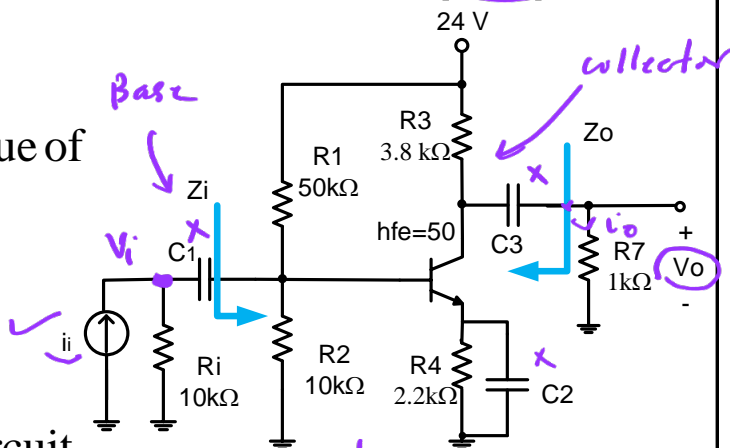 24 V
collector
Base
ue of
R3
3.8 kΩ
Zo
R1
50kΩ
x
Zi
x
hfe=50
io
Vi
C1
C3
R7
1kΩ
+
Vo
-
ii
Ri
10kΩ
R2
10kΩ
R4
2.2kΩ
x
C2
rcuit